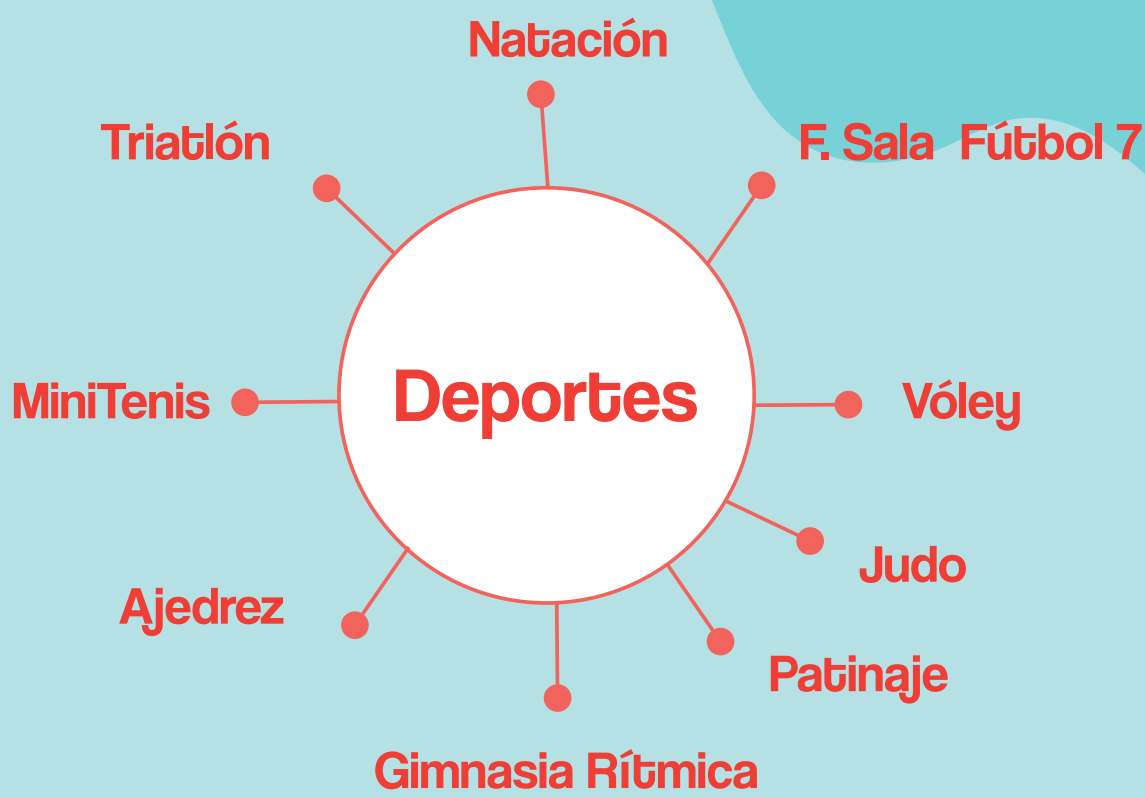 Natación
Triatlón
F. Sala Fútbol 7
MiniTenis
Deportes
Vóley
Judo
Ajedrez
Patinaje
Gimnasia Rítmica